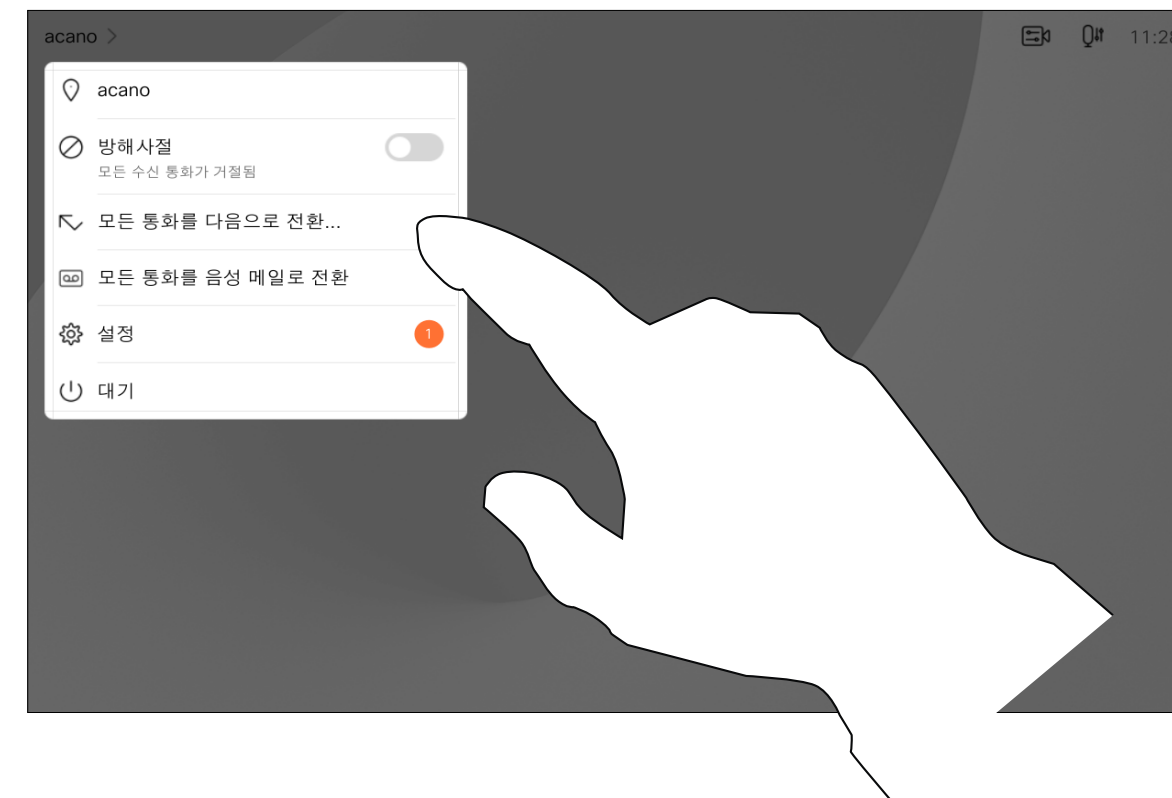 acano >
11:28
acano
방해사절
모든 수신 통화가 거절됨
모든 통화를 다음으로 전환...
모든 통화를 음성 메일로 전환
설정
1
대기